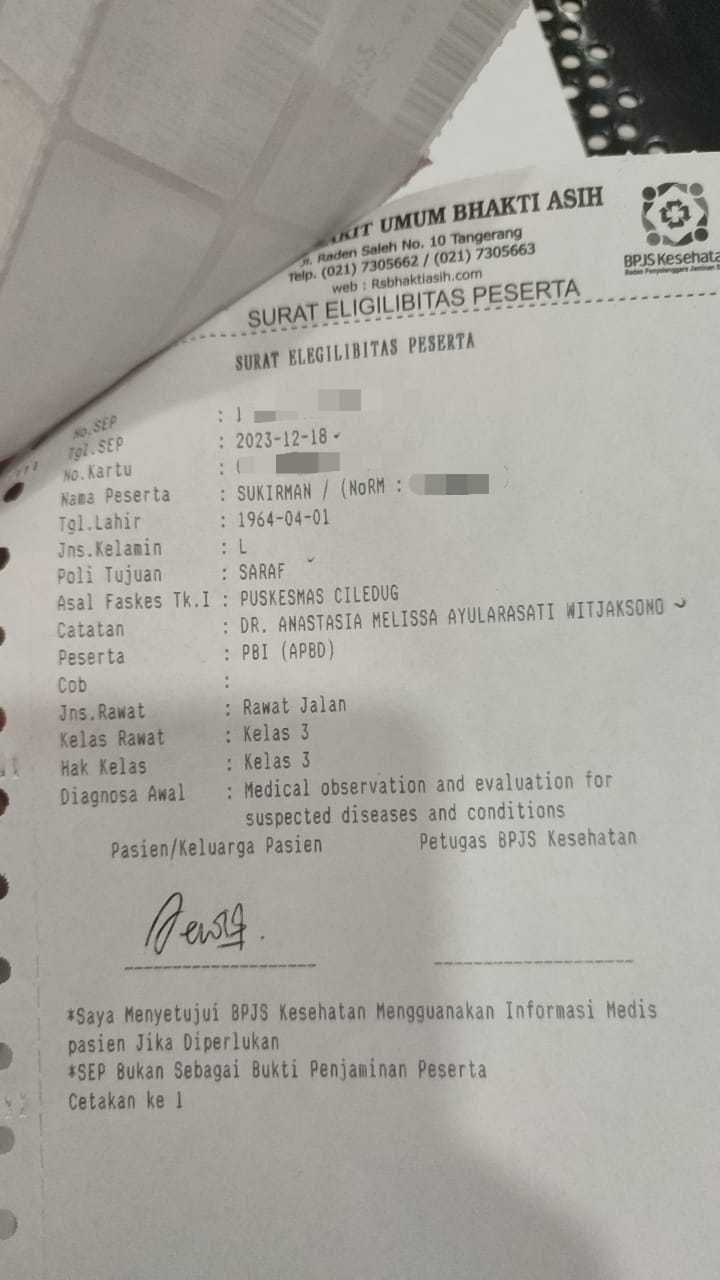 UMUM BHAKTI ASIH
Raden Saleh No. 10 Tangerang
Telp. (021) 7305662 / (021) 7305663
web : Rsbhaktiasih.com
BPJS Kesehata
Badan Penyelenggara Jaminan S
SURAT ELIGILIBITAS PESERTA
SURAT ELEGILIBITAS PESERTA
No.SEP : 1
Tgl.SEP : 2023-12-18
No.Kartu : (
Nama Peserta : SUKIRMAN / (NoRM :
Tgl.Lahir : 1964-04-01
Jns.Kelamin : L
Poli Tujuan : SARAF
Asal Faskes Tk.I : PUSKESMAS CILEDUG
Catatan : DR. ANASTASIA MELISSA AYULARASATI WITJAKSONO
Peserta : PBI (APBD)
Cob :
Jns.Rawat : Rawat Jalan
Kelas Rawat : Kelas 3
Hak Kelas : Kelas 3
Diagnosa Awal : Medical observation and evaluation for
suspected diseases and conditions
Pasien/Keluarga Pasien Petugas BPJS Kesehatan
*Saya Menyetujui BPJS Kesehatan Mengguanakan Informasi Medis
pasien Jika Diperlukan
*SEP Bukan Sebagai Bukti Penjaminan Peserta
Cetakan ke 1